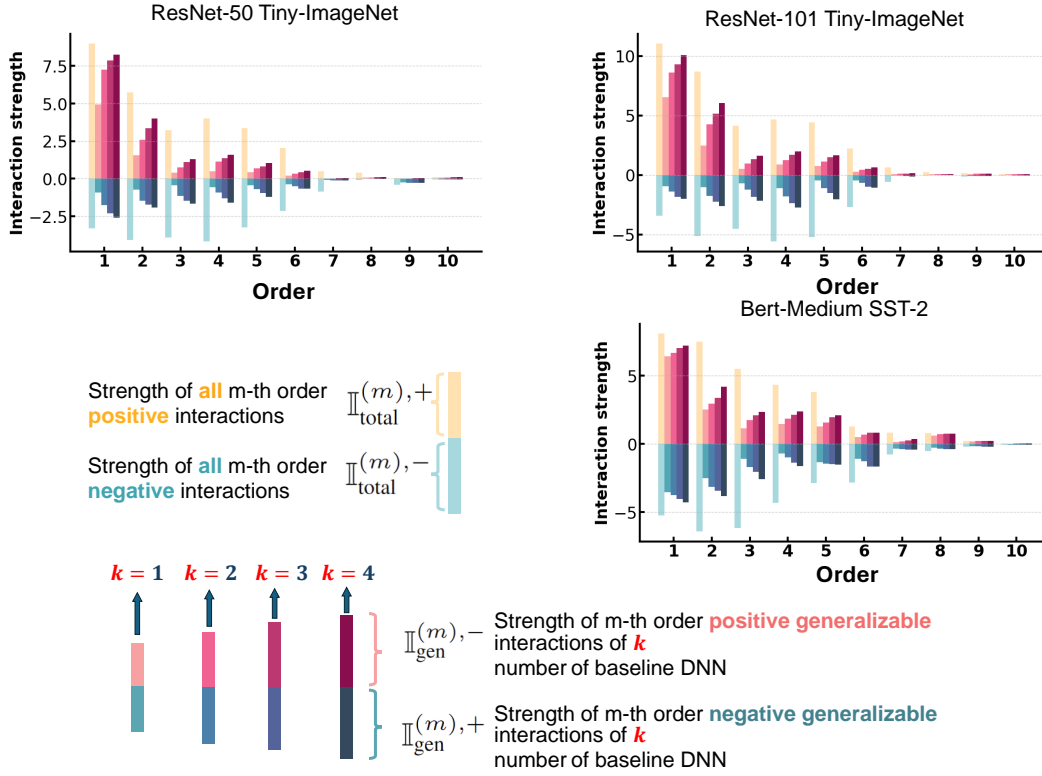 ResNet-50 Tiny-ImageNet
Interaction strength
7.5
5.0
2.5
0.0
−2.5
1 2 3 4 5 6 7 8 9 10
Order
ResNet-101 Tiny-ImageNet
Interaction strength
10
5
0
−5
1 2 3 4 5 6 7 8 9 10
Order
Bert-Medium SST-2
Interaction strength
5
0
−5
1 2 3 4 5 6 7 8 9 10
Order
Strength of all m-th order
positive interactions
𝕀_total^(m),+
Strength of all m-th order
negative interactions
𝕀_total^(m),−
k = 1 k = 2 k = 3 k = 4
𝕀_gen^(m),−
Strength of m-th order positive generalizable
interactions of k
number of baseline DNN
𝕀_gen^(m),+
Strength of m-th order negative generalizable
interactions of k
number of baseline DNN